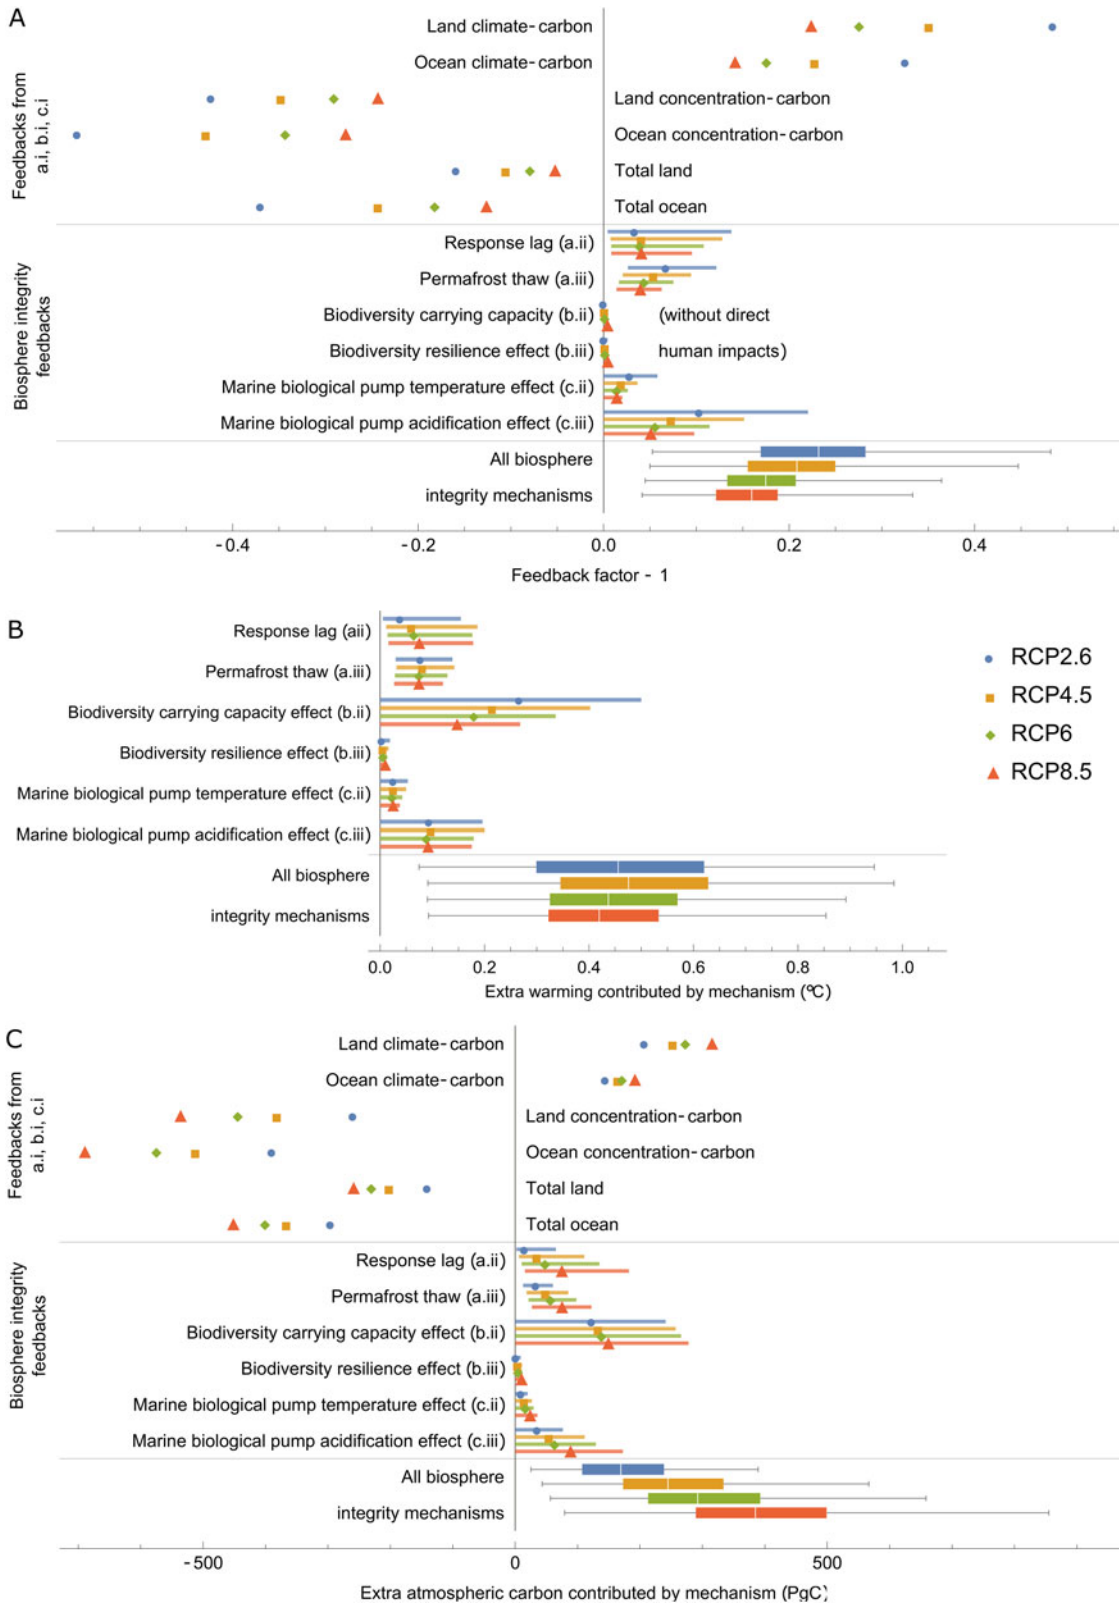 A
Land climate-carbon
Ocean climate-carbon
Land concentration-carbon
Ocean concentration-carbon
Total land
Total ocean
Feedbacks from
a.i, b.i, c.i
Response lag (a.ii)
Permafrost thaw (a.iii)
Biodiversity carrying capacity (b.ii) (without direct
Biodiversity resilience effect (b.iii) human impacts)
Marine biological pump temperature effect (c.ii)
Marine biological pump acidification effect (c.iii)
Biosphere integrity
feedbacks
All biosphere
integrity mechanisms
-0.4 -0.2 0.0 0.2 0.4
Feedback factor - 1
B
Response lag (aii)
Permafrost thaw (a.iii)
Biodiversity carrying capacity effect (b.ii)
Biodiversity resilience effect (b.iii)
Marine biological pump temperature effect (c.ii)
Marine biological pump acidification effect (c.iii)
All biosphere
integrity mechanisms
0.0 0.2 0.4 0.6 0.8 1.0
Extra warming contributed by mechanism (ºC)
RCP2.6
RCP4.5
RCP6
RCP8.5
C
Land climate-carbon
Ocean climate-carbon
Land concentration-carbon
Ocean concentration-carbon
Total land
Total ocean
Feedbacks from
a.i, b.i, c.i
Response lag (a.ii)
Permafrost thaw (a.iii)
Biodiversity carrying capacity effect (b.ii)
Biodiversity resilience effect (b.iii)
Marine biological pump temperature effect (c.ii)
Marine biological pump acidification effect (c.iii)
Biosphere integrity
feedbacks
All biosphere
integrity mechanisms
-500 0 500
Extra atmospheric carbon contributed by mechanism (PgC)